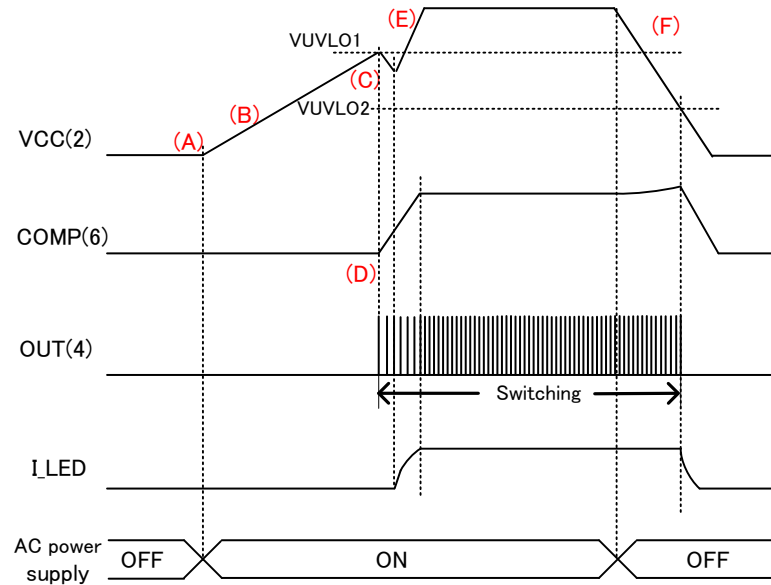 (E)
(F)
VUVLO1
(C)
(B)
VUVLO2
VCC(2)
(A)
COMP(6)
(D)
OUT(4)
Switching
I_LED
AC power
supply
OFF
ON
OFF